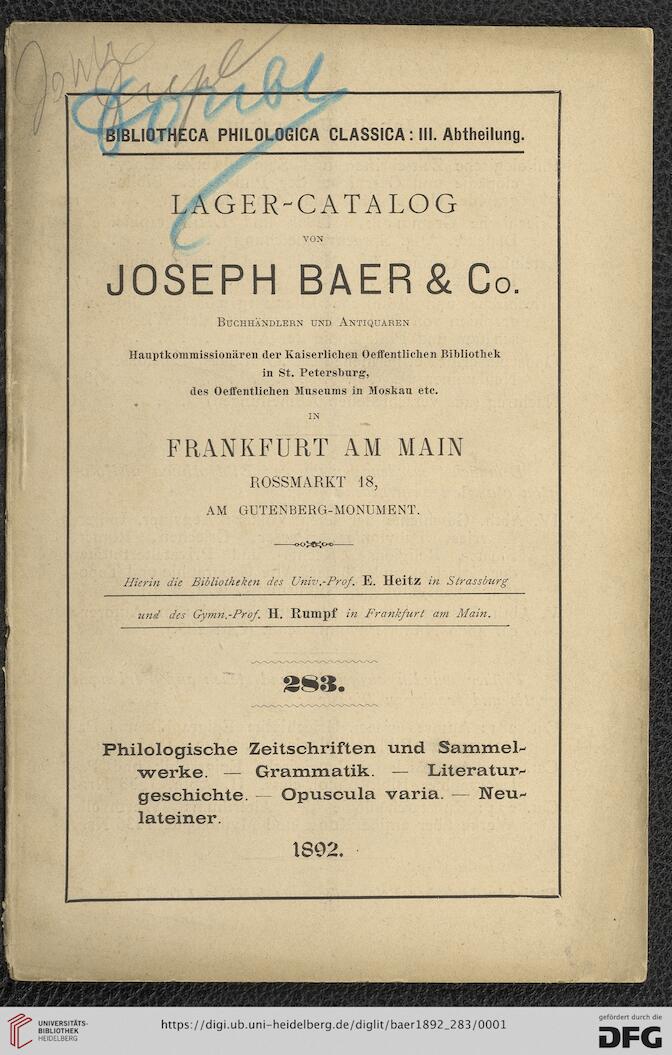 BIBLIOTHECA PHILOLOGICA CLASSICA: III. Abtheilung.
LAGER-CATALOG
VON
JOSEPH BAER & Co.
BUCHHÄNDLERN UND ANTIQUAREN
Hauptkommissionären der Kaiserlichen Oeffentlichen Bibliothek
in St. Petersburg,
des Oeffentlichen Museums in Moskau etc.
IN
FRANKFURT AM MAIN
ROSSMARKT 18,
AM GUTENBERG-MONUMENT.
Hierin die Bibliotheken des Univ.-Prof. E. Heitz in Strassburg
und des Gymn.-Prof. H. Rumpf in Frankfurt am Main.
283.
Philologische Zeitschriften und Sammel-
werke. — Grammatik. — Literatur-
geschichte. — Opuscula varia. — Neu-
lateiner.
1892.
UNIVERSITÄTS-
BIBLIOTHEK
HEIDELBERG
https://digi.ub.uni-heidelberg.de/diglit/baer1892_283/0001
gefördert durch die
DFG